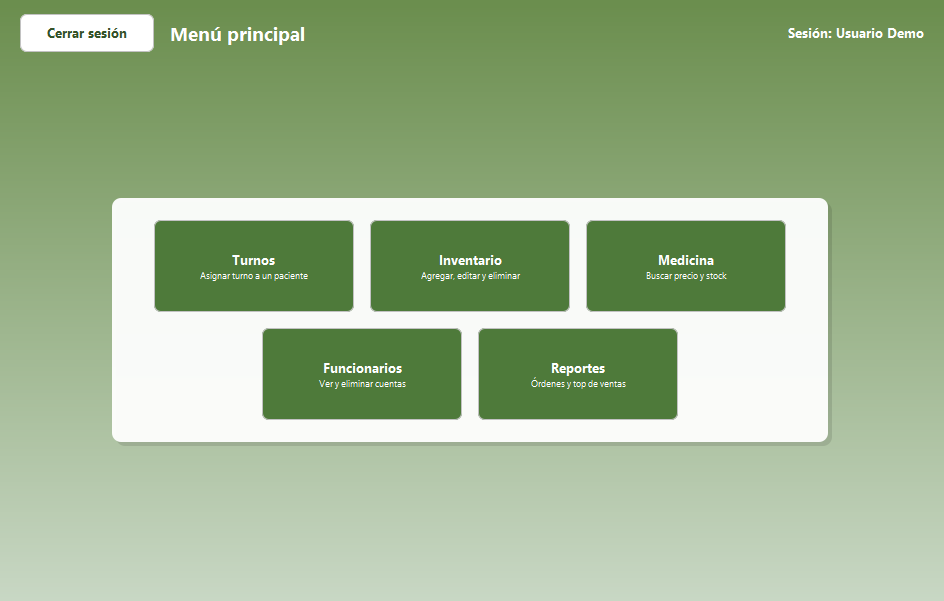 Cerrar sesión
Menú principal
Sesión: Usuario Demo
Turnos
Asignar turno a un paciente
Inventario
Agregar, editar y eliminar
Medicina
Buscar precio y stock
Funcionarios
Ver y eliminar cuentas
Reportes
Órdenes y top de ventas